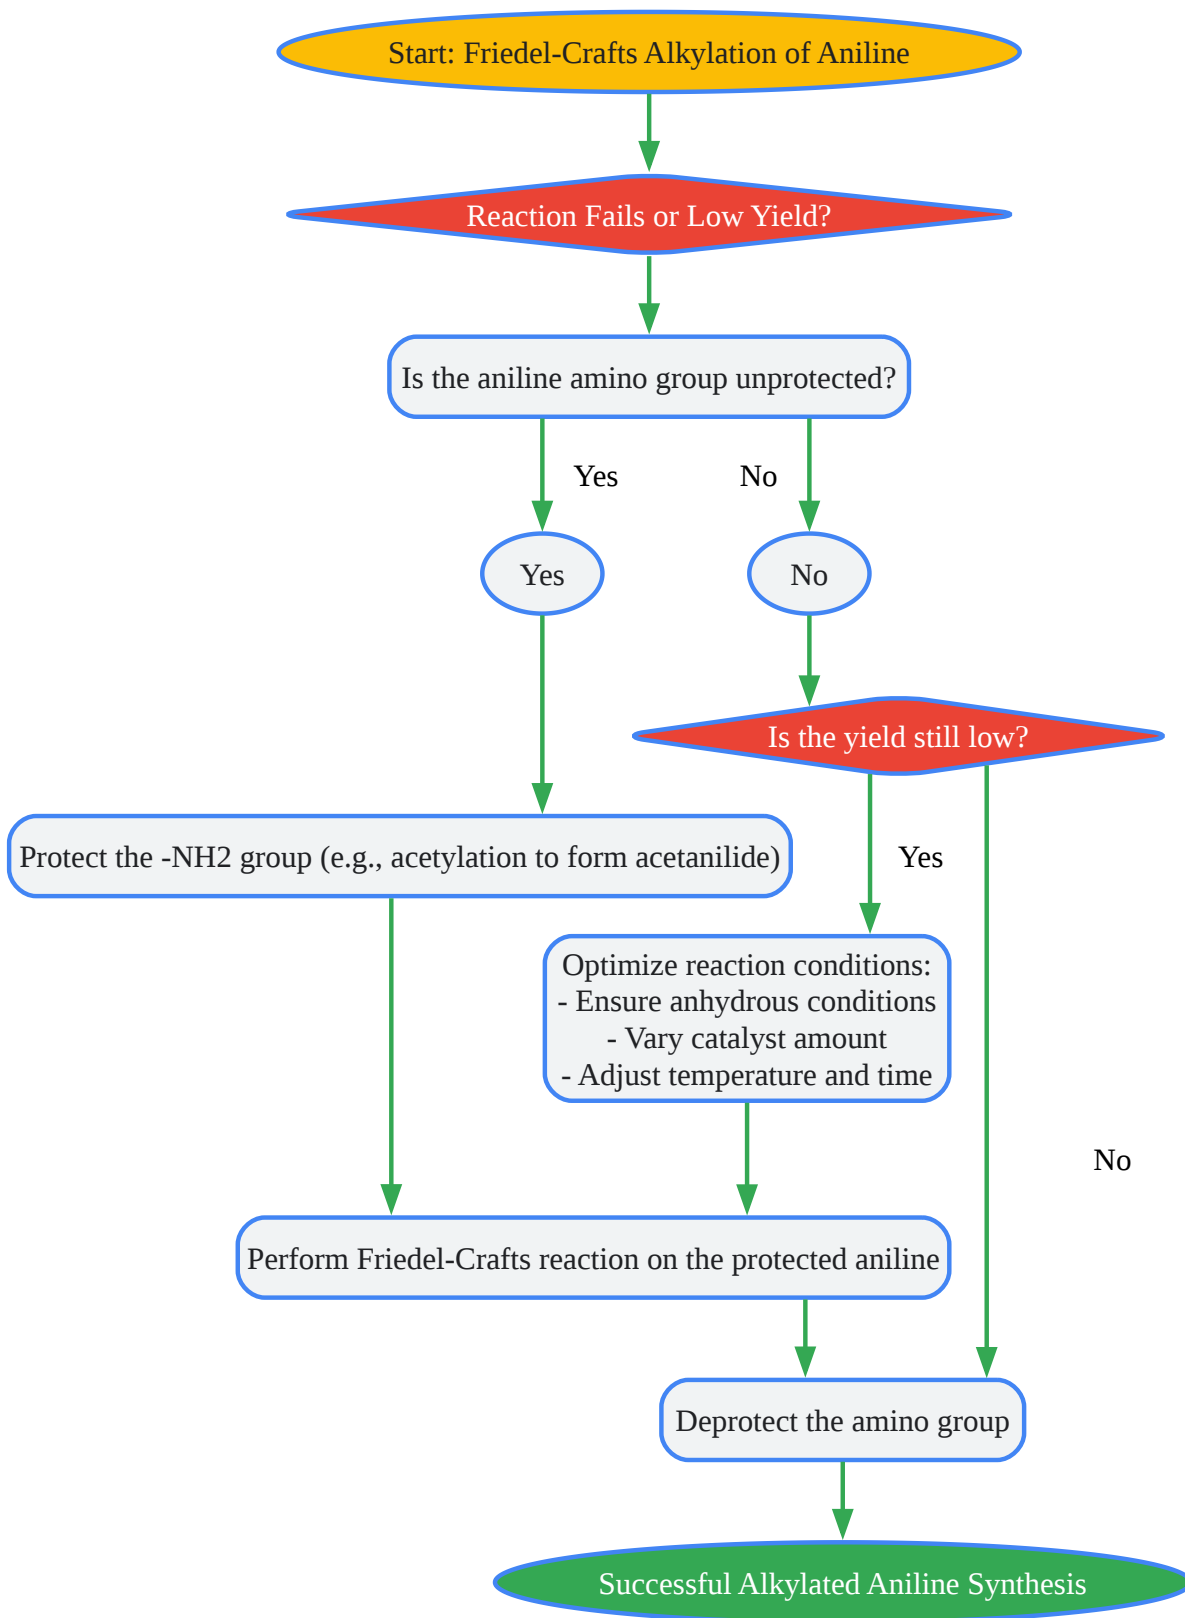 Start: Friedel-Crafts Alkylation of Aniline
Reaction Fails or Low Yield?
Is the aniline amino group unprotected?
Yes
No
Yes
No
Is the yield still low?
Protect the -NH2 group (e.g., acetylation to form acetanilide)
Yes
Optimize reaction conditions:
- Ensure anhydrous conditions
- Vary catalyst amount
- Adjust temperature and time
No
Perform Friedel-Crafts reaction on the protected aniline
Deprotect the amino group
Successful Alkylated Aniline Synthesis